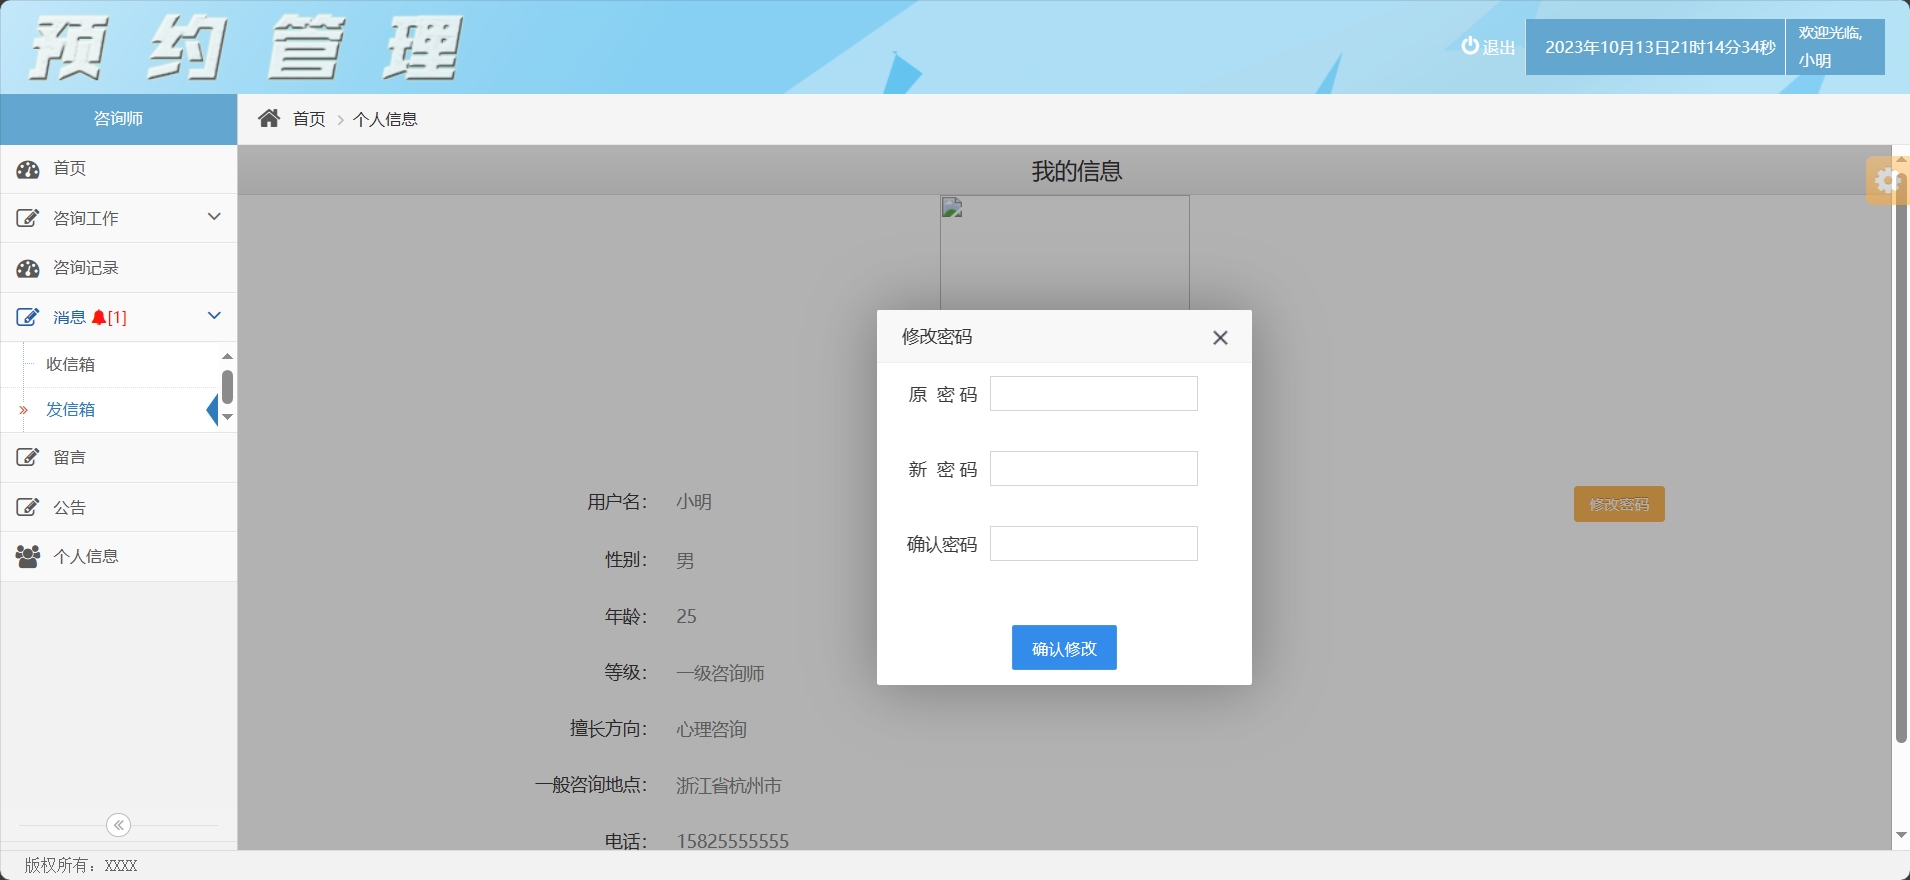 预约管理
退出
2023年10月13日21时14分34秒
欢迎光临,
小明
咨询师
首页
咨询工作
咨询记录
消息 [1]
收信箱
发信箱
留言
公告
个人信息
首页 > 个人信息
我的信息
用户名： 小明
修改密码
性别： 男
年龄： 25
等级： 一级咨询师
擅长方向： 心理咨询
一般咨询地点： 浙江省杭州市
电话： 15825555555
修改密码
原 密 码
新 密 码
确认密码
确认修改
版权所有：XXXX